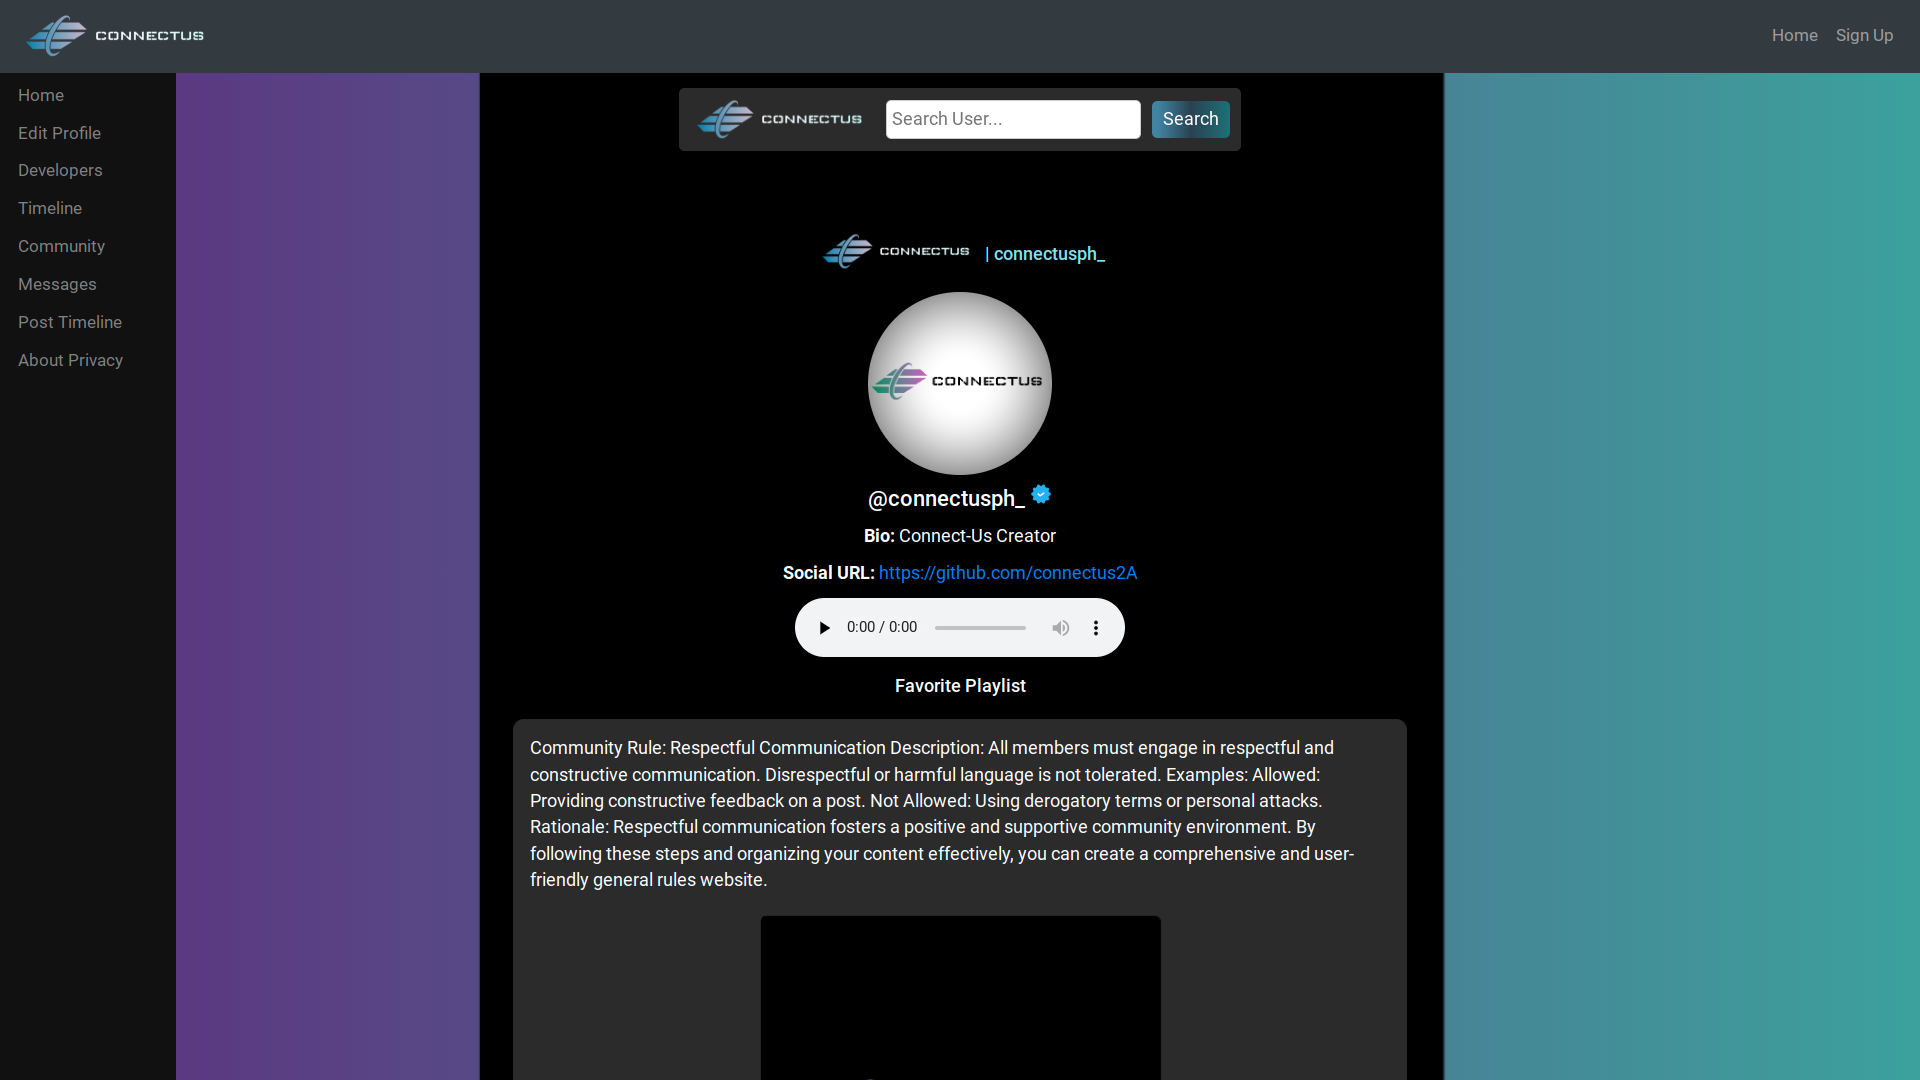 CONNECTUS
Home
Sign Up
Home
Edit Profile
Developers
Timeline
Community
Messages
Post Timeline
About Privacy
CONNECTUS
Search User...
Search
CONNECTUS | connectusph_
CONNECTUS
@connectusph_
Bio: Connect-Us Creator
Social URL: https://github.com/connectus2A
0:00 / 0:00
Favorite Playlist
Community Rule: Respectful Communication Description: All members must engage in respectful and
constructive communication. Disrespectful or harmful language is not tolerated. Examples: Allowed:
Providing constructive feedback on a post. Not Allowed: Using derogatory terms or personal attacks.
Rationale: Respectful communication fosters a positive and supportive community environment. By
following these steps and organizing your content effectively, you can create a comprehensive and user-
friendly general rules website.